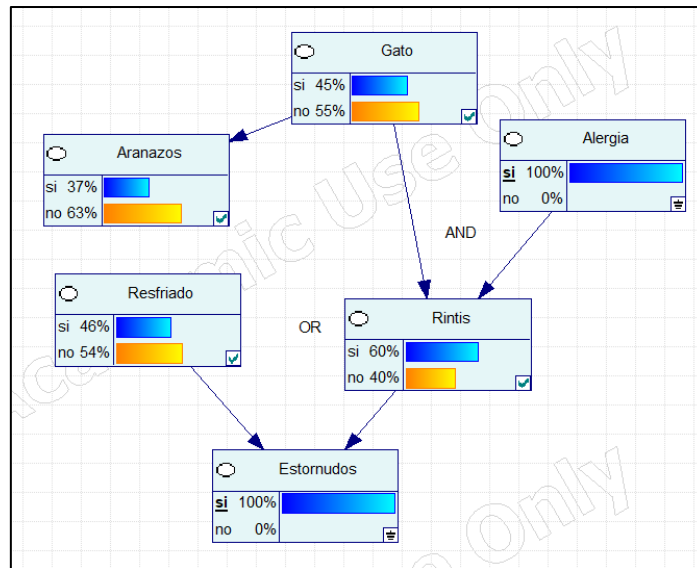 Gato
si 45%
no 55%
Alergia
si 100%
no 0%
Aranazos
si 37%
no 63%
AND
Resfriado
si 46%
no 54%
OR
Rintis
si 60%
no 40%
Estornudos
si 100%
no 0%
Academic Use Only
Use Only